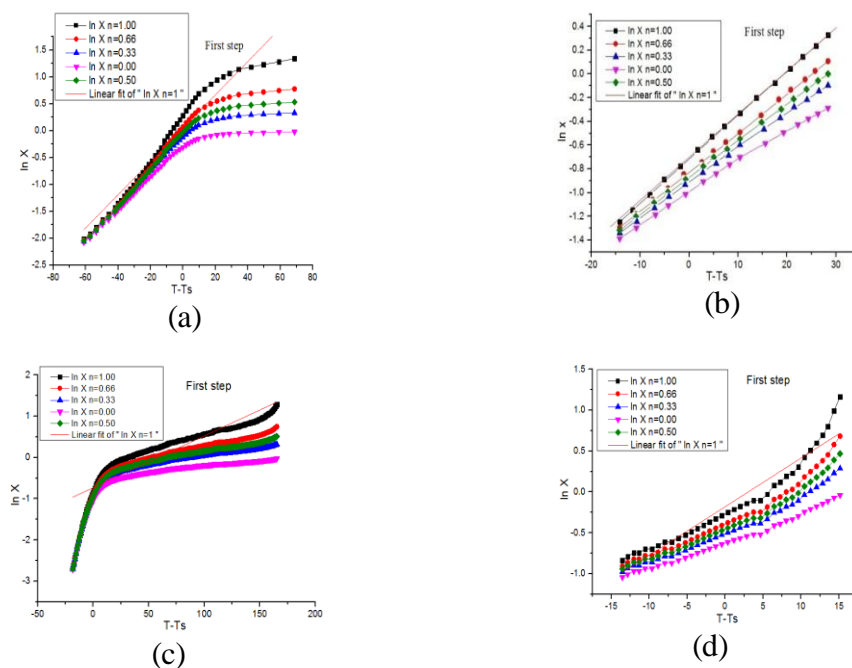 ln X n=1.00
ln X n=0.66
ln X n=0.33
ln X n=0.00
ln X n=0.50
Linear fit of " ln X n=1 "
First step
1.5
1.0
0.5
0.0
-0.5
-1.0
-1.5
-2.0
-2.5
ln X
-80 -60 -40 -20 0 20 40 60 80
T-Ts
(a)
ln X n=1.00
ln X n=0.66
ln X n=0.33
ln X n=0.00
ln X n=0.50
Linear fit of " ln X n=1"
First step
0.4
0.2
0.0
-0.2
-0.4
-0.6
-0.8
-1.0
-1.2
-1.4
ln X
-20 -10 0 10 20 30
T-Ts
(b)
ln X n=1.00
ln X n=0.66
ln X n=0.33
ln X n=0.00
ln X n=0.50
Linear fit of " ln X n=1 "
First step
2
1
0
-1
-2
-3
ln X
-50 0 50 100 150 200
T-Ts
(c)
ln X n=1.00
ln X n=0.66
ln X n=0.33
ln X n=0.00
ln X n=0.50
Linear fit of " ln X n=1 "
First step
1.0
0.5
0.0
-0.5
-1.0
ln X
-15 -10 -5 0 5 10 15
T-Ts
(d)